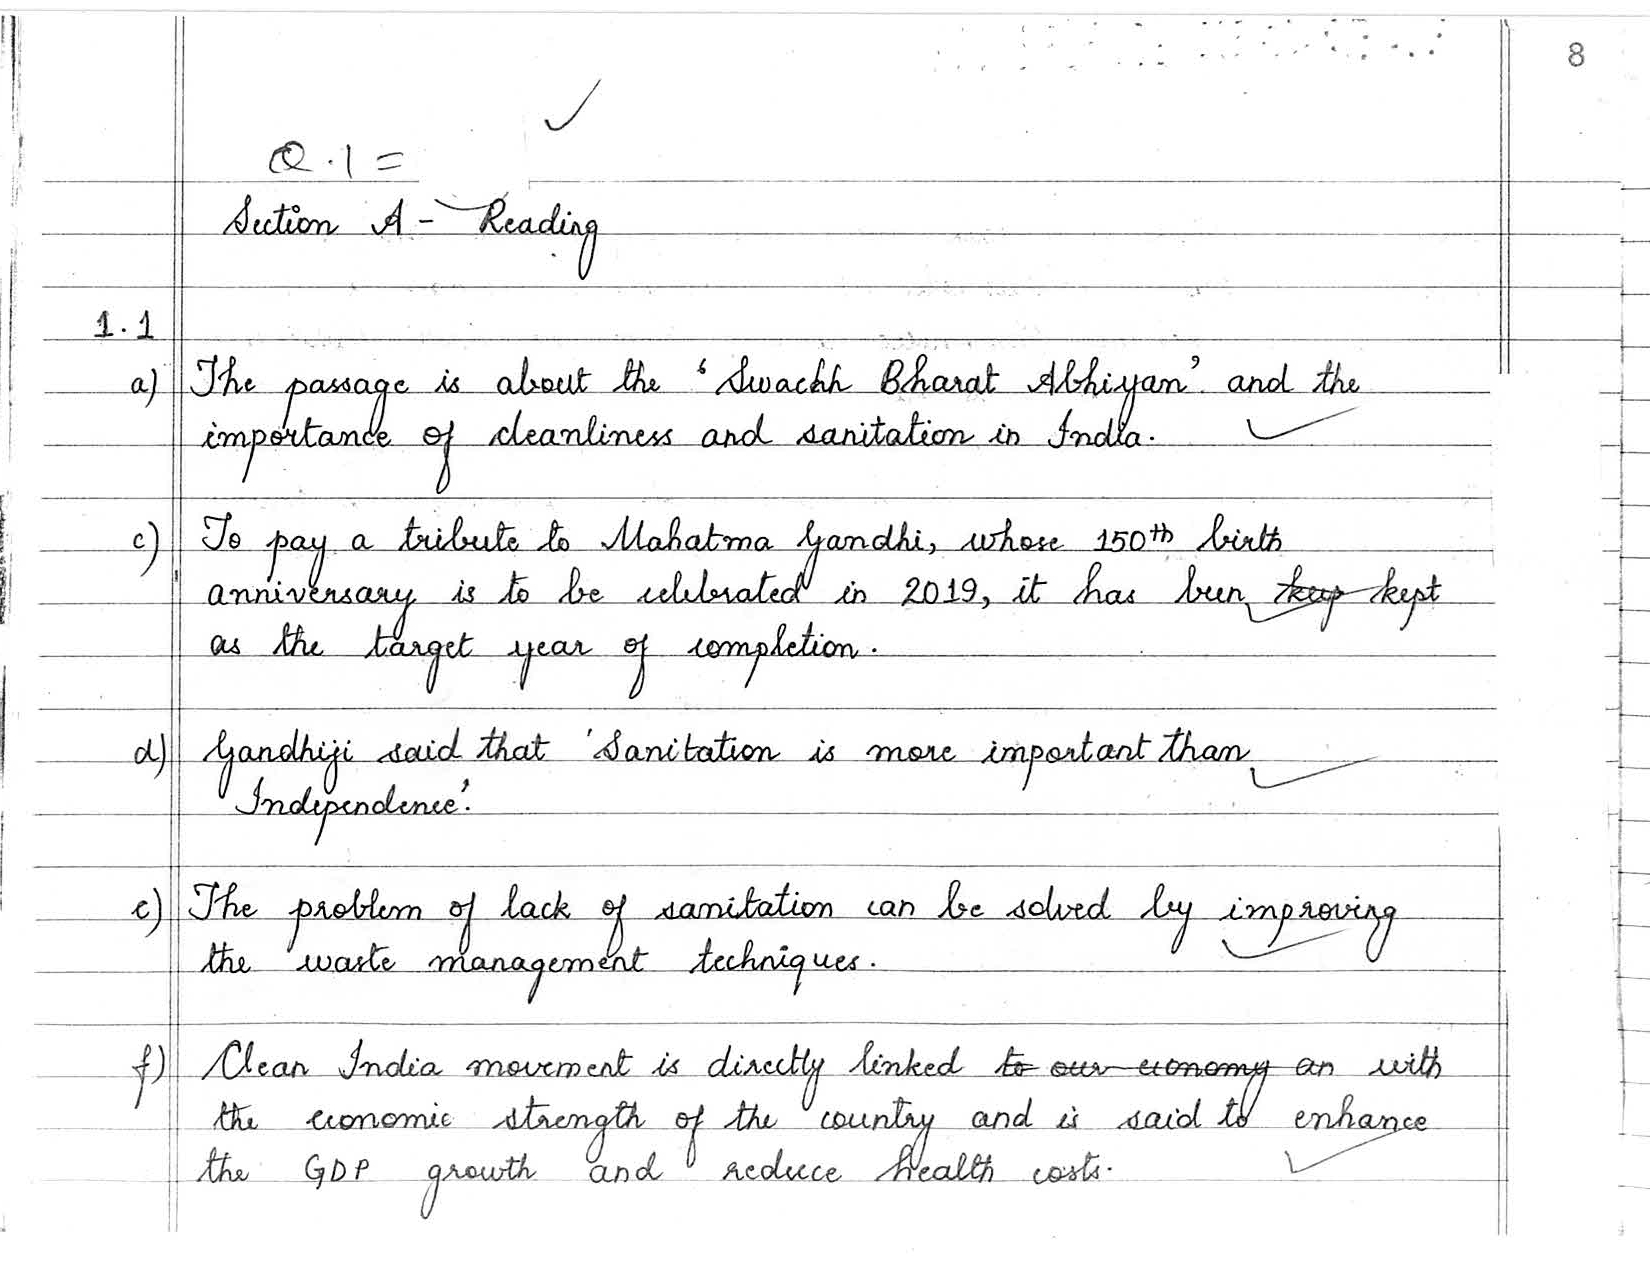 8
Q.1 =
Section A - Reading
1.1
a) The passage is about the 'Swachh Bharat Abhiyan' and the
importance of cleanliness and sanitation in India.
c) To pay a tribute to Mahatma Gandhi, whose 150th birth
anniversary is to be celebrated in 2019, it has been keep kept
as the target year of completion.
d) Gandhiji said that 'Sanitation is more important than
Independence'.
e) The problem of lack of sanitation can be solved by improving
the waste management techniques.
f) Clean India movement is directly linked to our economy an with
the economic strength of the country and is said to enhance
the GDP growth and reduce health costs.